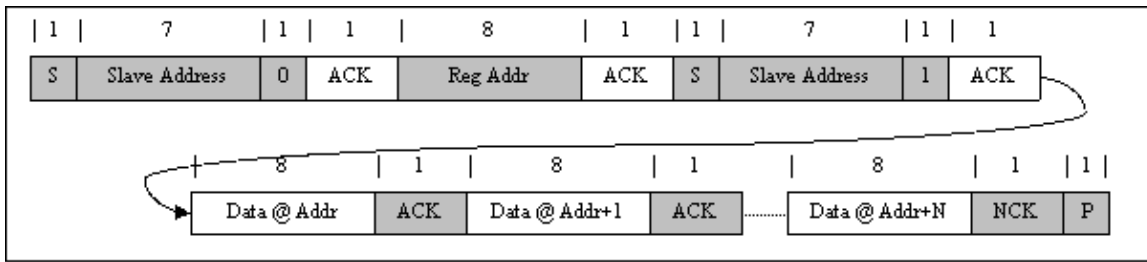 | 1 | 7 | 1 | 1 | 8 | 1 | 1 | 7 | 1 | 1
S Slave Address 0 ACK Reg Addr ACK S Slave Address 1 ACK
| 8 | 1 | 8 | 1 | 8 | 1 | 1 |
Data @ Addr ACK Data @ Addr+1 ACK .......... Data @ Addr+N NCK P